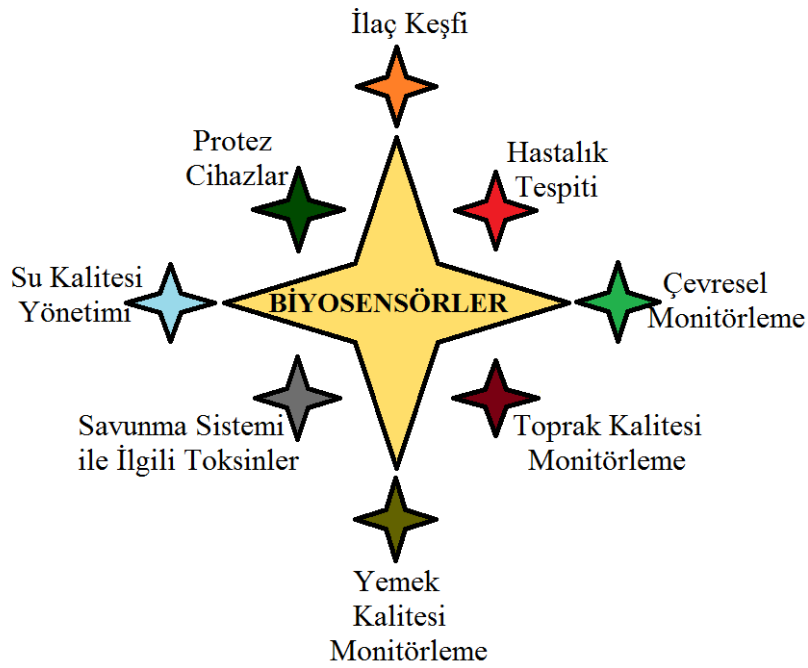 İlaç Keşfi
Protez
Cihazlar
Hastalık
Tespiti
Su Kalitesi
Yönetimi
BİYOSENSÖRLER
Çevresel
Monitörleme
Savunma Sistemi
ile İlgili Toksinler
Toprak Kalitesi
Monitörleme
Yemek
Kalitesi
Monitörleme